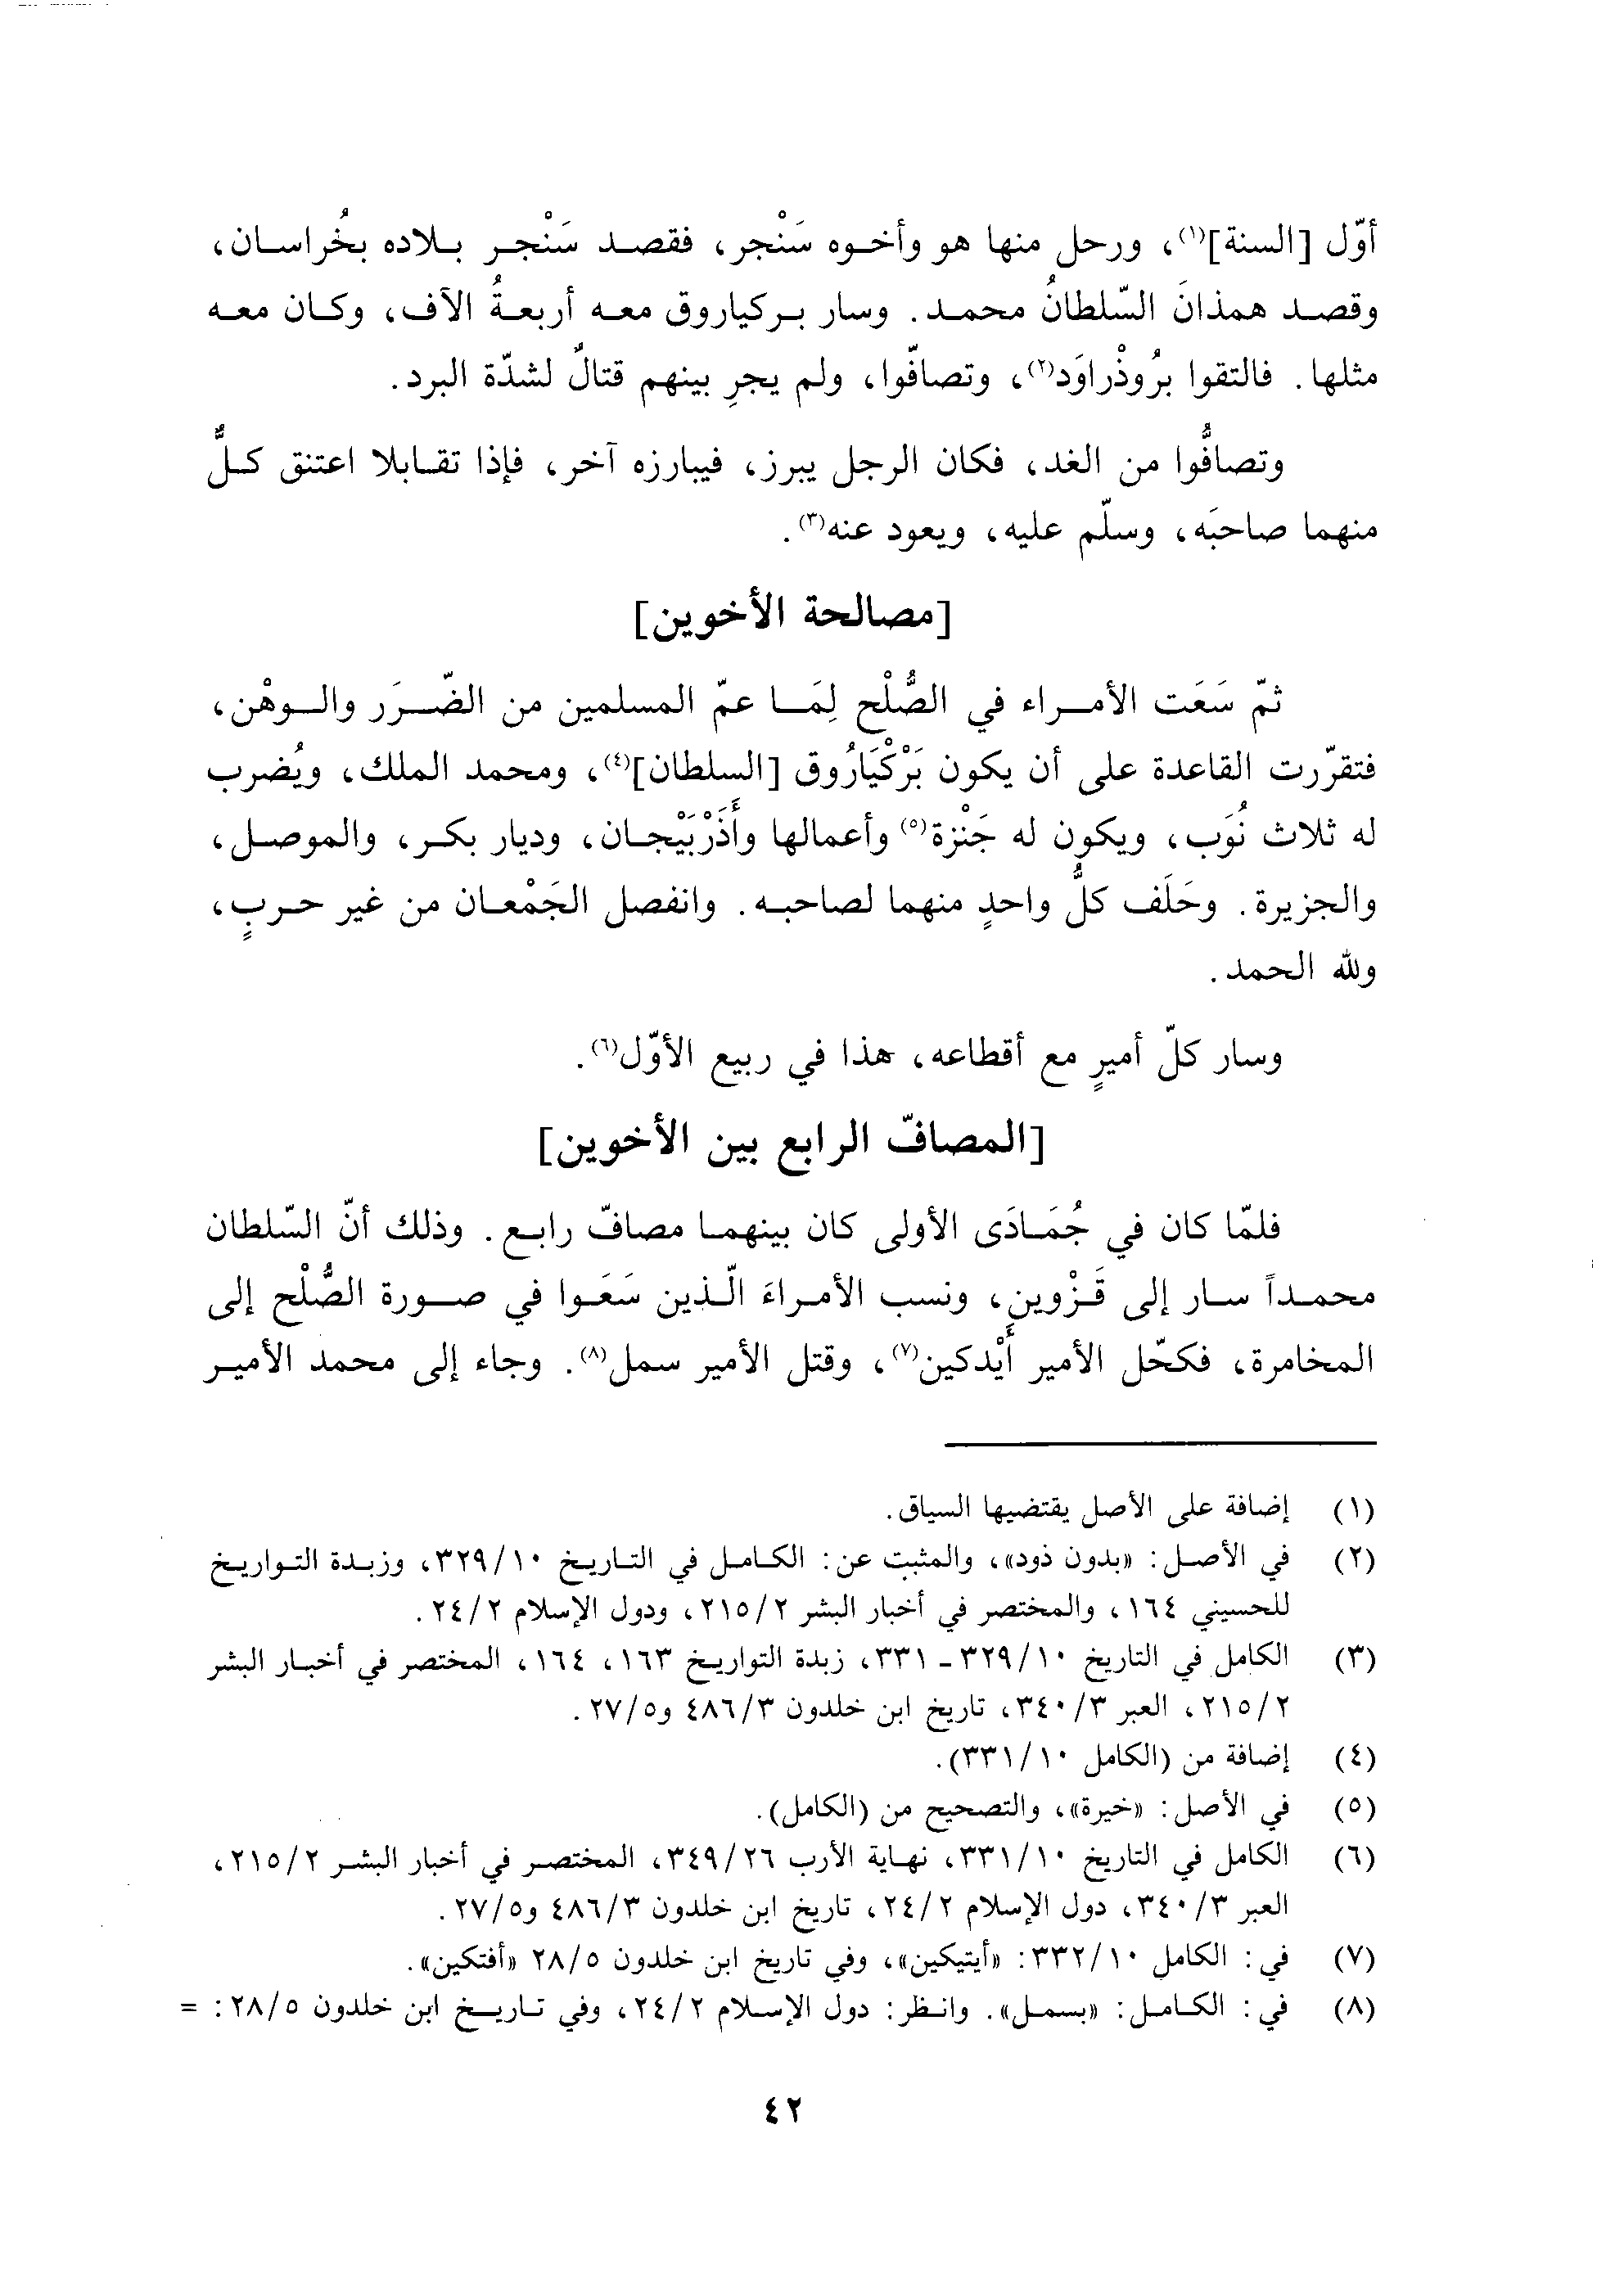 أوّل [السنة]⁽¹⁾، ورحل منها هو وأخوه سَنْجر، فقصد سَنْجر بلاده بخُراسان،
وقصد همذانَ السّلطانُ محمد. وسار بركياروق معه أربعةُ الآف، وكان معه
مثلها. فالتقوا برُوذْراوَد⁽²⁾، وتصافّوا، ولم يجرِ بينهم قتالٌ لشدّة البرد.
وتصافُّوا من الغد، فكان الرجل يبرز، فيبارزه آخر، فإذا تقابلا اعتنق كلٌّ
منهما صاحبَه، وسلّم عليه، ويعود عنه⁽³⁾.
[مصالحة الأخوين]
ثمّ سَعَت الأمراء في الصُّلْح لِمَا عمّ المسلمين من الضّرَر والوهْن،
فتقرّرت القاعدة على أن يكون بَرْكْيَارُوق [السلطان]⁽⁴⁾، ومحمد الملك، ويُضرب
له ثلاث نُوَب، ويكون له جَنْزة⁽⁵⁾ وأعمالها وأَذَرْبَيْجان، وديار بكر، والموصل،
والجزيرة. وحَلَف كلُّ واحدٍ منهما لصاحبه. وانفصل الجَمْعان من غير حربٍ،
ولله الحمد.
وسار كلّ أميرٍ مع أقطاعه، هذا في ربيع الأوّل⁽⁶⁾.
[المصافّ الرابع بين الأخوين]
فلمّا كان في جُمَادَى الأولى كان بينهما مصافّ رابع. وذلك أنّ السّلطان
محمداً سار إلى قَزْوين، ونسب الأمراءَ الّذين سَعَوا في صورة الصُّلْح إلى
المخامرة، فكحّل الأمير أَيْدكين⁽⁷⁾، وقتل الأمير سمل⁽⁸⁾. وجاء إلى محمد الأمير
(١) إضافة على الأصل يقتضيها السياق.
(٢) في الأصل: «بدون ذود»، والمثبت عن: الكامل في التاريخ ٣٢٩/١٠، وزبدة التواريخ
للحسيني ١٦٤، والمختصر في أخبار البشر ٢١٥/٢، ودول الإسلام ٢٤/٢.
(٣) الكامل في التاريخ ٣٢٩/١٠ ـ ٣٣١، زبدة التواريخ ١٦٣، ١٦٤، المختصر في أخبار البشر
٢١٥/٢، العبر ٣٤٠/٣، تاريخ ابن خلدون ٤٨٦/٣ و٢٧/٥.
(٤) إضافة من (الكامل ٣٣١/١٠).
(٥) في الأصل: «خيرة»، والتصحيح من (الكامل).
(٦) الكامل في التاريخ ٣٣١/١٠، نهاية الأرب ٣٤٩/٢٦، المختصر في أخبار البشر ٢١٥/٢،
العبر ٣٤٠/٣، دول الإسلام ٢٤/٢، تاريخ ابن خلدون ٤٨٦/٣ و٢٧/٥.
(٧) في: الكامل ٣٣٢/١٠: «أيتيكين»، وفي تاريخ ابن خلدون ٢٨/٥ «أفتكين».
(٨) في: الكامل: «بسمل». وانظر: دول الإسلام ٢٤/٢، وفي تاريخ ابن خلدون ٢٨/٥: =
٤٢